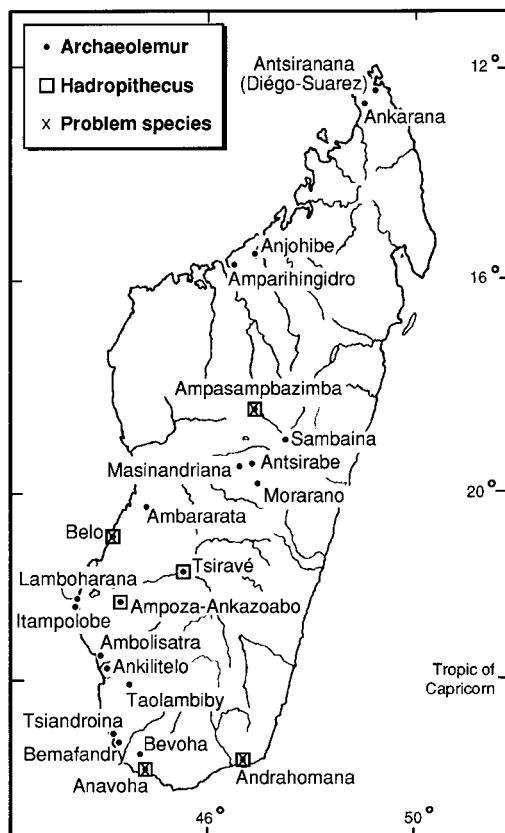 Archaeolemur
Hadropithecus
x Problem species
Antsiranana
(Diégo-Suarez)
Ankarana
12°
Anjohibe
Amparihingidro
16°
Ampasampbazimba
Sambaina
Masinandriana
Antsirabe
Morarano
20°
Ambararata
Belo
Tsiravé
Lamboharana
Ampoza-Ankazoabo
Itampolobe
Ambolisatra
Ankilitelo
Tropic of
Capricorn
Taolambiby
Tsiandroina
Bemafandry
Bevoha
Anavoha
Andrahomana
46°
50°